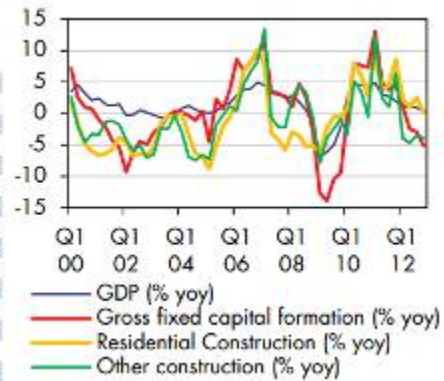 15
10
5
0
-5
-10
-15
Q1 Q1 Q1 Q1 Q1 Q1 Q1
00 02 04 06 08 10 12
GDP (% yoy)
Gross fixed capital formation (% yoy)
Residential Construction (% yoy)
Other construction (% yoy)